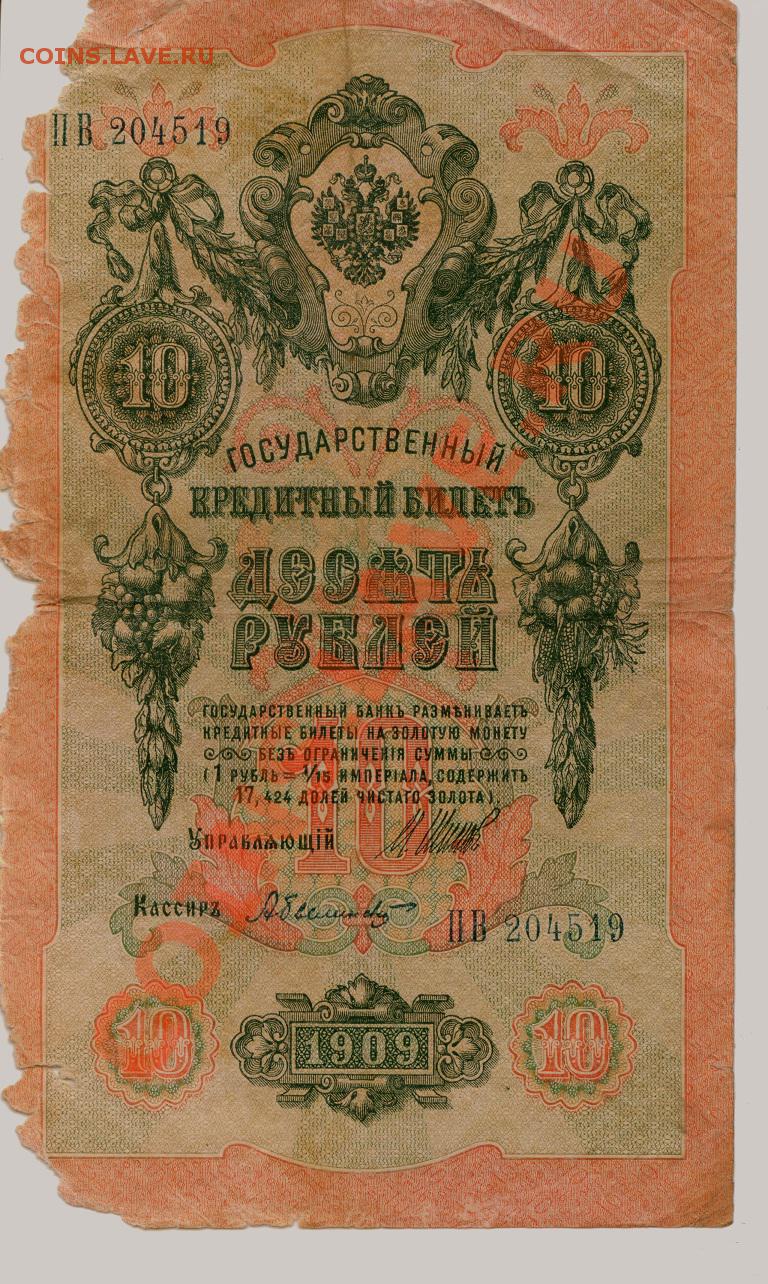 COINS.LAVE.RU
ПВ 204519
10 10
ГОСУДАРСТВЕННЫЙ
КРЕДИТНЫЙ БИЛЕТЪ
ДЕСЯТЬ
РУБЛЕЙ
ГОСУДАРСТВЕННЫЙ БАНКЪ РАЗМѢНИВАЕТЪ
КРЕДИТНЫЕ БИЛЕТЫ НА ЗОЛОТУЮ МОНЕТУ
БЕЗЪ ОГРАНИЧЕНІЯ СУММЫ
(1 РУБЛЬ = 1/15 ИМПЕРІАЛА, СОДЕРЖИТЪ
17,424 ДОЛЕЙ ЧИСТАГО ЗОЛОТА).
10
УПРАВЛЯЮЩІЙ
КАССИРЪ
ПВ 204519
10 1909 10